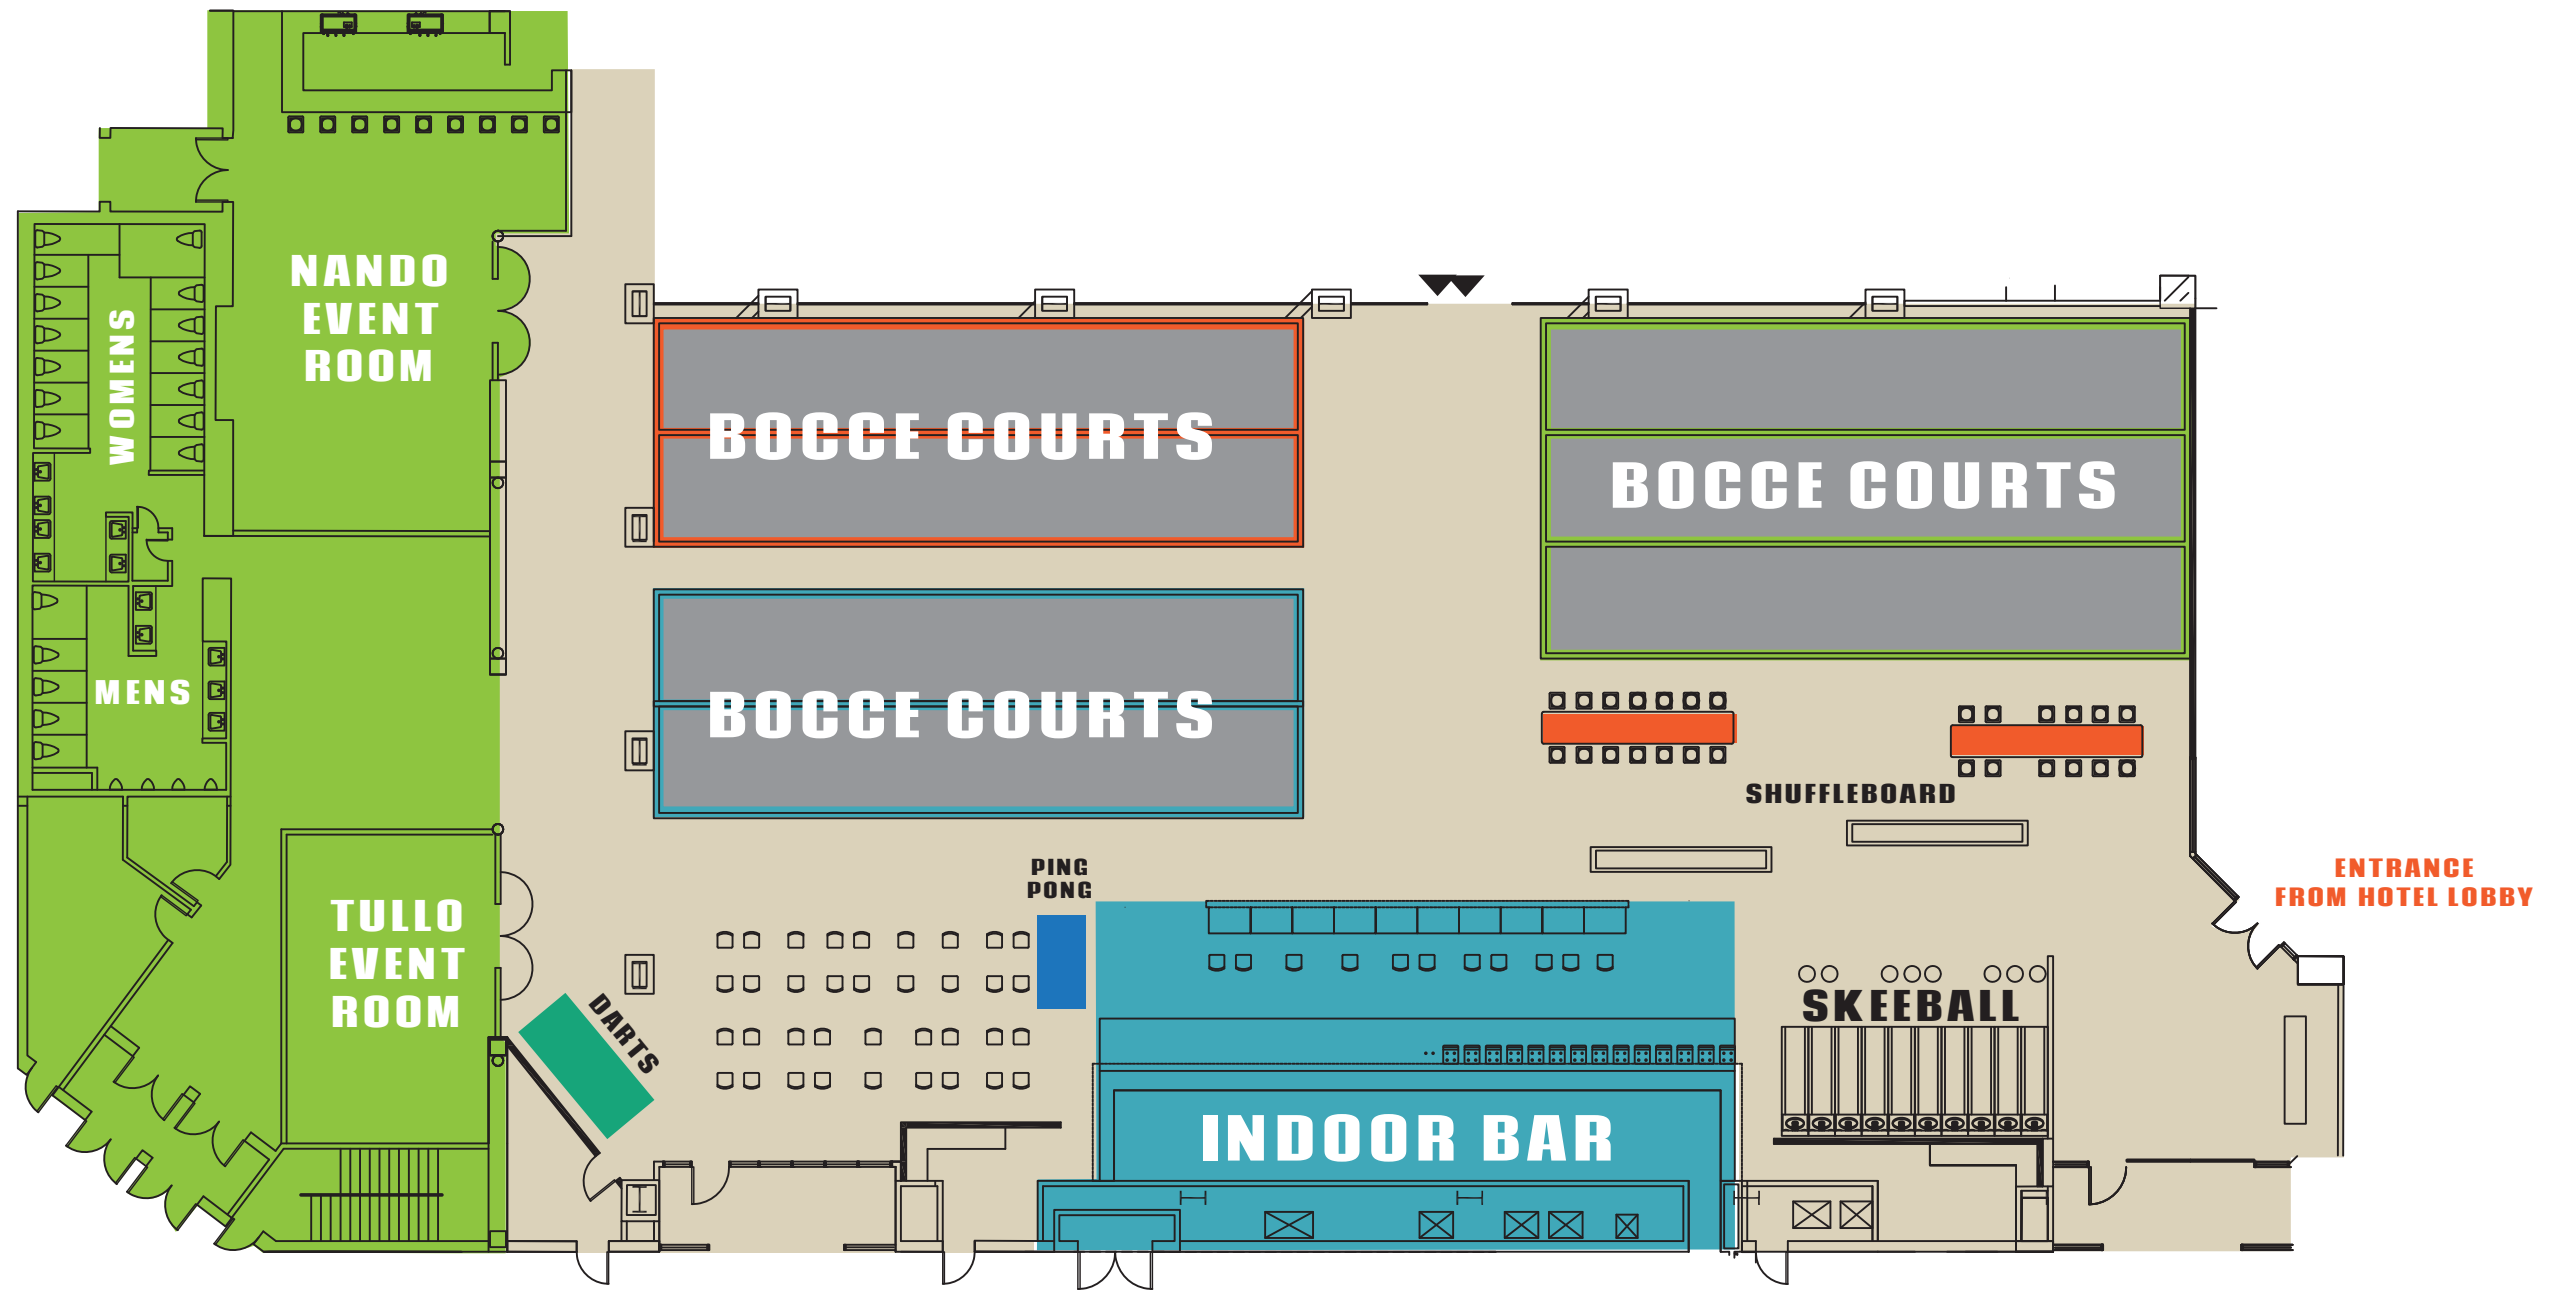 NANDO
EVENT
ROOM
WOMENS
BOCCE COURTS
BOCCE COURTS
BOCCE COURTS
MENS
SHUFFLEBOARD
PING
PONG
ENTRANCE
FROM HOTEL LOBBY
TULLO
EVENT
ROOM
DARTS
SKEEBALL
INDOOR BAR